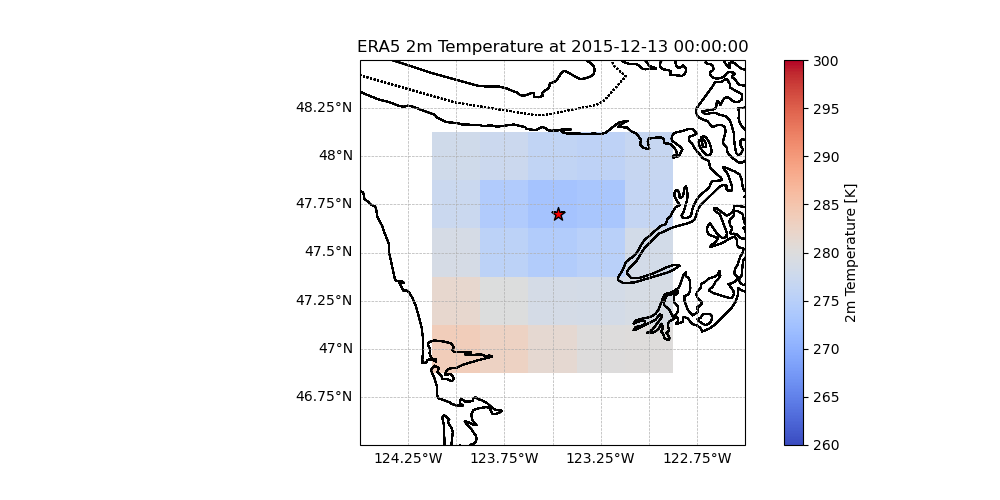 ERA5 2m Temperature at 2015-12-13 00:00:00
48.25°N
48°N
47.75°N
47.5°N
47.25°N
47°N
46.75°N
124.25°W 123.75°W 123.25°W 122.75°W
300
295
290
285
280
275
270
265
260
2m Temperature [K]